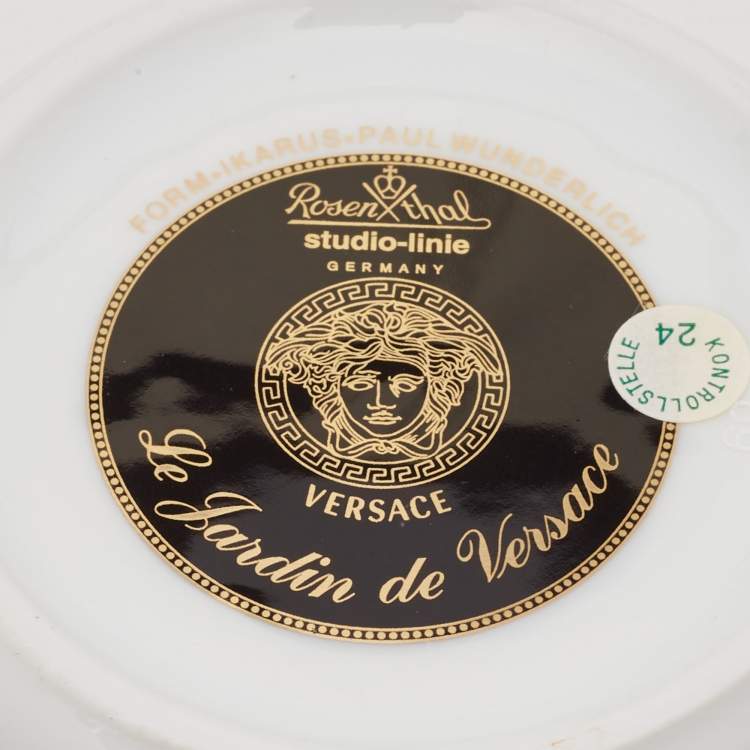 FORM·IKARUS·PAUL WUNDERLICH
Rosenthal
studio-linie
GERMANY
VERSACE
Le Jardin de Versace
KONTROLLSTELLE
24